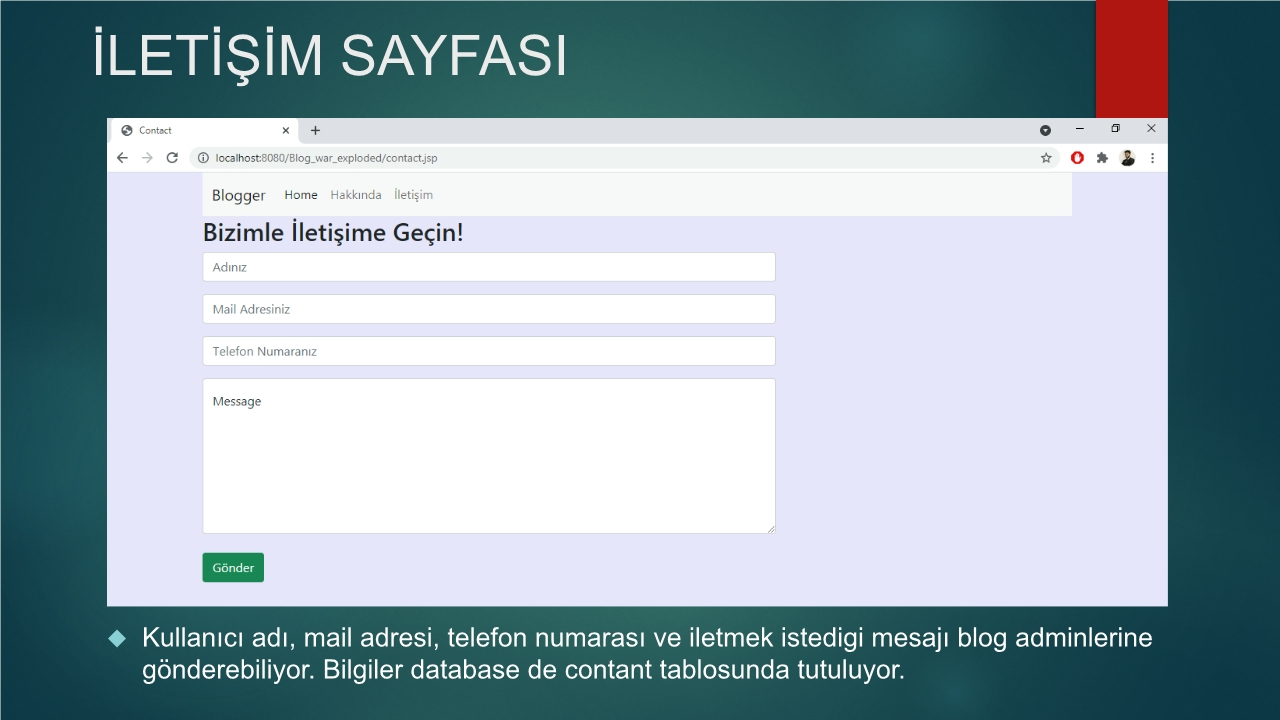 İLETİŞİM SAYFASI
Contact
localhost:8080/Blog_war_exploded/contact.jsp
Blogger Home Hakkında İletişim
Bizimle İletişime Geçin!
Adınız
Mail Adresiniz
Telefon Numaranız
Message
Gönder
Kullanıcı adı, mail adresi, telefon numarası ve iletmek istedigi mesajı blog adminlerine
gönderebiliyor. Bilgiler database de contant tablosunda tutuluyor.